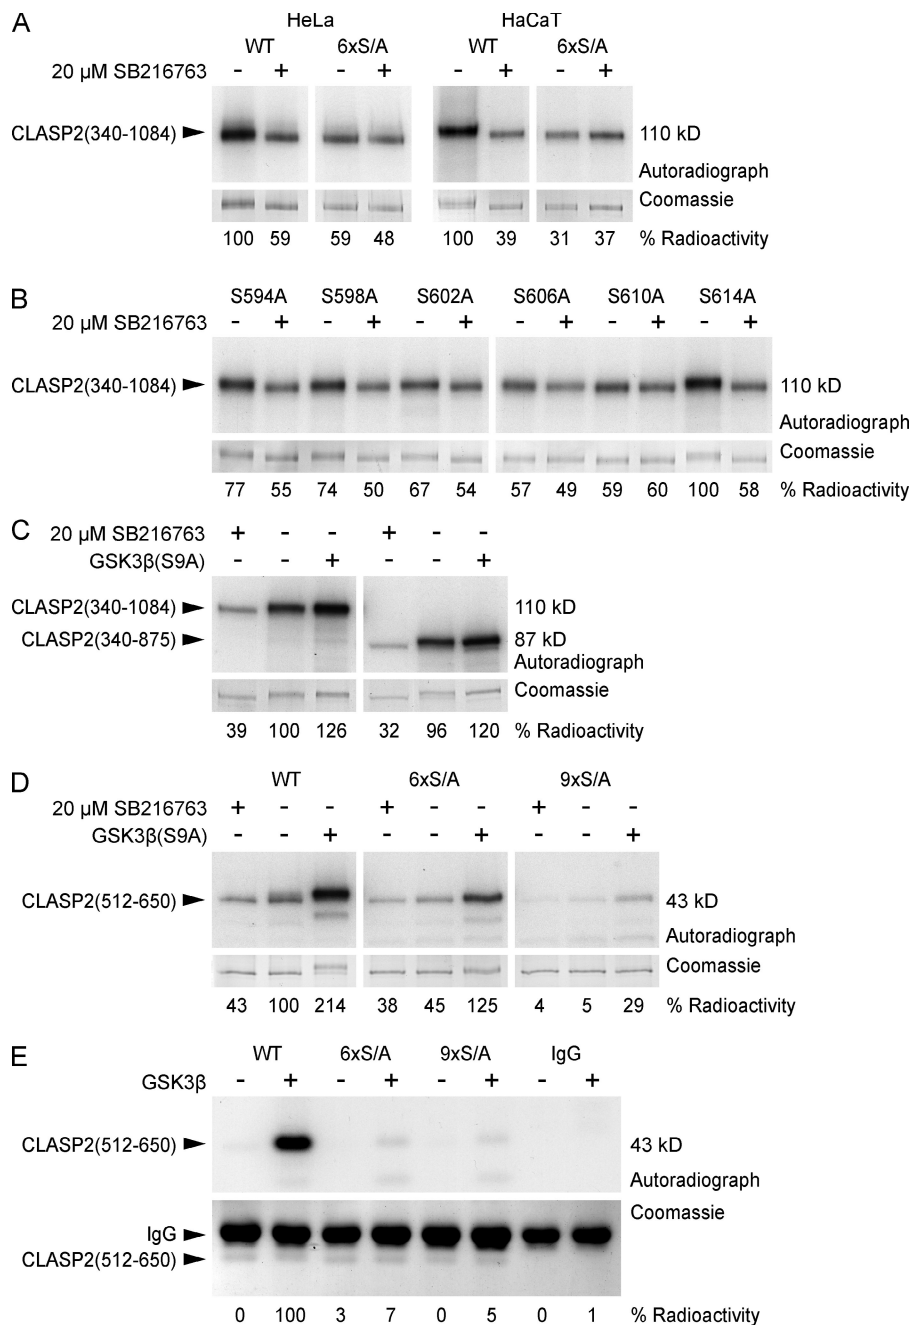 A
HeLa HaCaT
WT 6xS/A WT 6xS/A
20 µM SB216763 - + - + - + - +
CLASP2(340-1084) 110 kD
Autoradiograph
Coomassie
100 59 59 48 100 39 31 37 % Radioactivity
B
S594A S598A S602A S606A S610A S614A
20 µM SB216763 - + - + - + - + - + - +
CLASP2(340-1084) 110 kD
Autoradiograph
Coomassie
77 55 74 50 67 54 57 49 59 60 100 58 % Radioactivity
C
20 µM SB216763 + - - + - -
GSK3β(S9A) - - + - - +
CLASP2(340-1084) 110 kD
CLASP2(340-875) 87 kD
Autoradiograph
Coomassie
39 100 126 32 96 120 % Radioactivity
D
WT 6xS/A 9xS/A
20 µM SB216763 + - - + - - + - -
GSK3β(S9A) - - + - - + - - +
CLASP2(512-650) 43 kD
Autoradiograph
Coomassie
43 100 214 38 45 125 4 5 29 % Radioactivity
E
WT 6xS/A 9xS/A IgG
GSK3β - + - + - + - +
CLASP2(512-650) 43 kD
Autoradiograph
Coomassie
IgG
CLASP2(512-650)
0 100 3 7 0 5 0 1 % Radioactivity